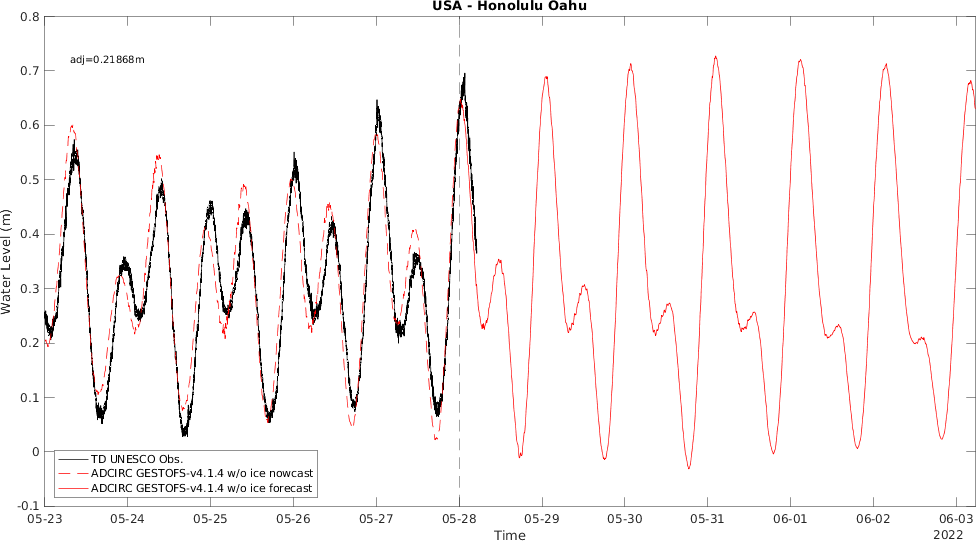 USA - Honolulu Oahu
adj=0.21868m
0.8
0.7
0.6
0.5
0.4
0.3
0.2
0.1
0
-0.1
Water Level (m)
TD UNESCO Obs.
ADCIRC GESTOFS-v4.1.4 w/o ice nowcast
ADCIRC GESTOFS-v4.1.4 w/o ice forecast
05-23 05-24 05-25 05-26 05-27 05-28 05-29 05-30 05-31 06-01 06-02 06-03
Time 2022